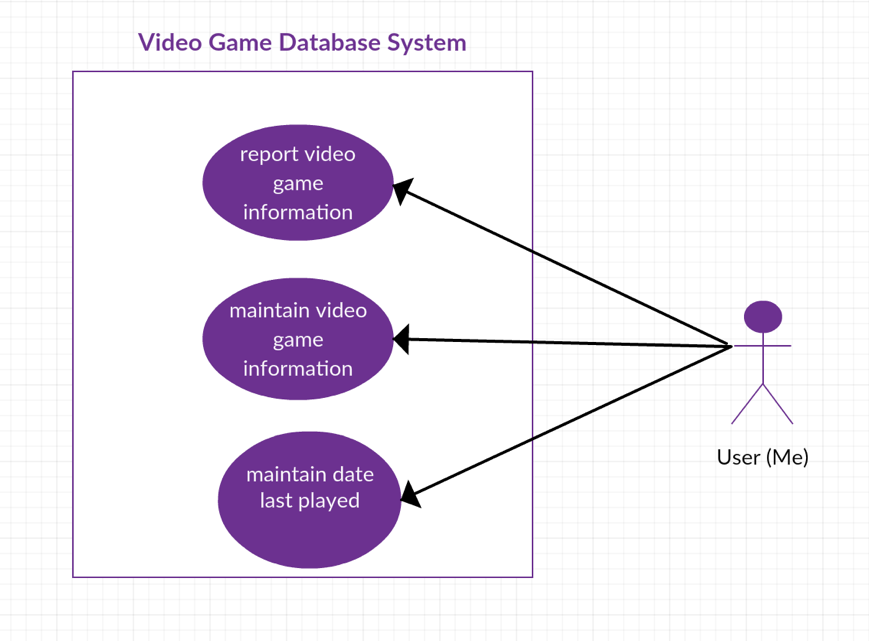 Video Game Database System
report video
game
information
maintain video
game
information
maintain date
last played
User (Me)